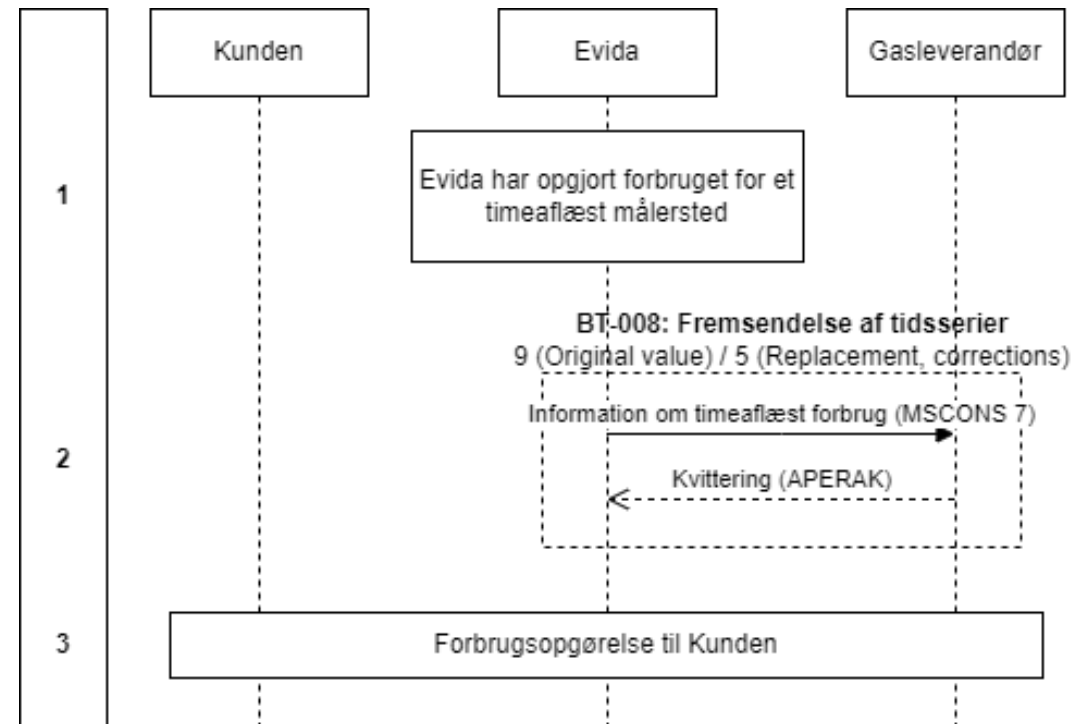 Kunden
Evida
Gasleverandør
1
Evida har opgjort forbruget for et
timeaflæst målersted
BT-008: Fremsendelse af tidsserier
9 (Original value) / 5 (Replacement, corrections)
2
Information om timeaflæst forbrug (MSCONS 7)
Kvittering (APERAK)
3
Forbrugsopgørelse til Kunden